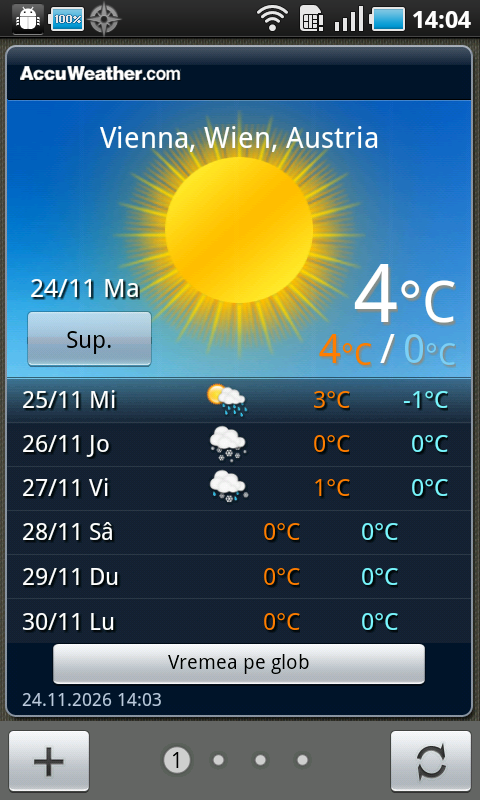 100% 14:04
AccuWeather.com
Vienna, Wien, Austria
24/11 Ma
4°C
Sup.
4°C / 0°C
25/11 Mi 3°C -1°C
26/11 Jo 0°C 0°C
27/11 Vi 1°C 0°C
28/11 Sâ 0°C 0°C
29/11 Du 0°C 0°C
30/11 Lu 0°C 0°C
Vremea pe glob
24.11.2026 14:03
1